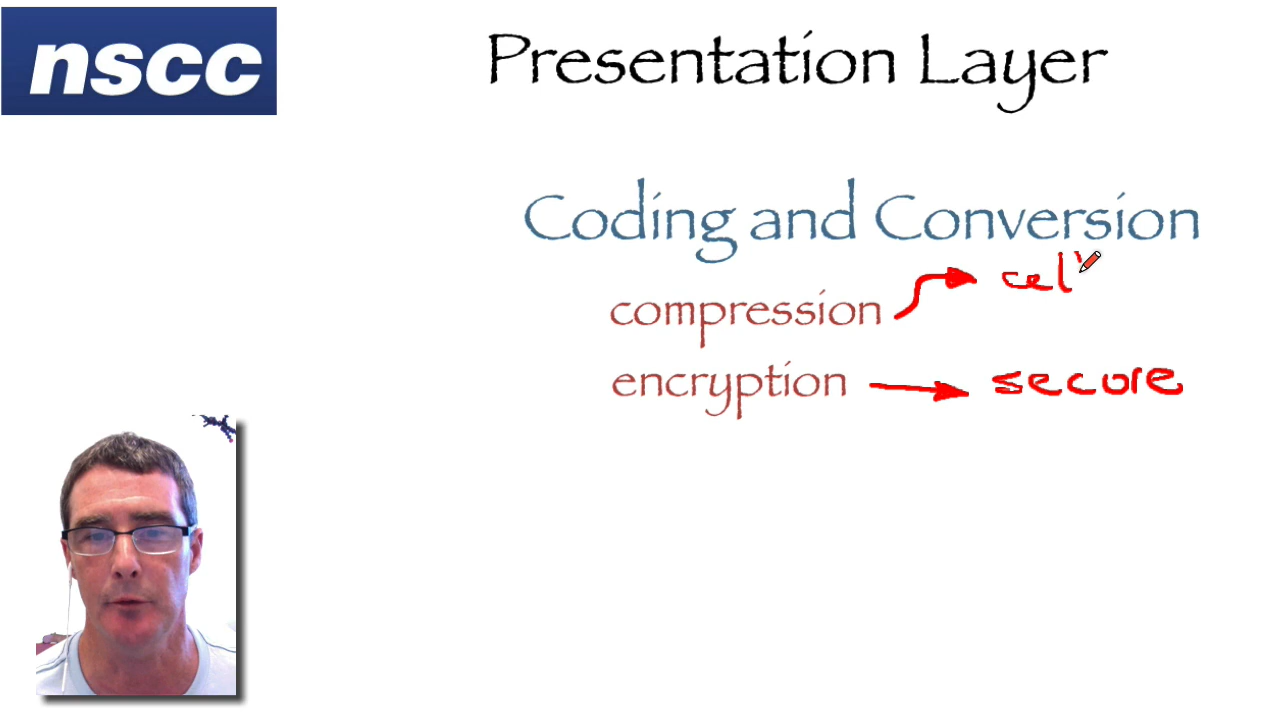 nscc
Presentation Layer
Coding and Conversion
compression
encryption
secure